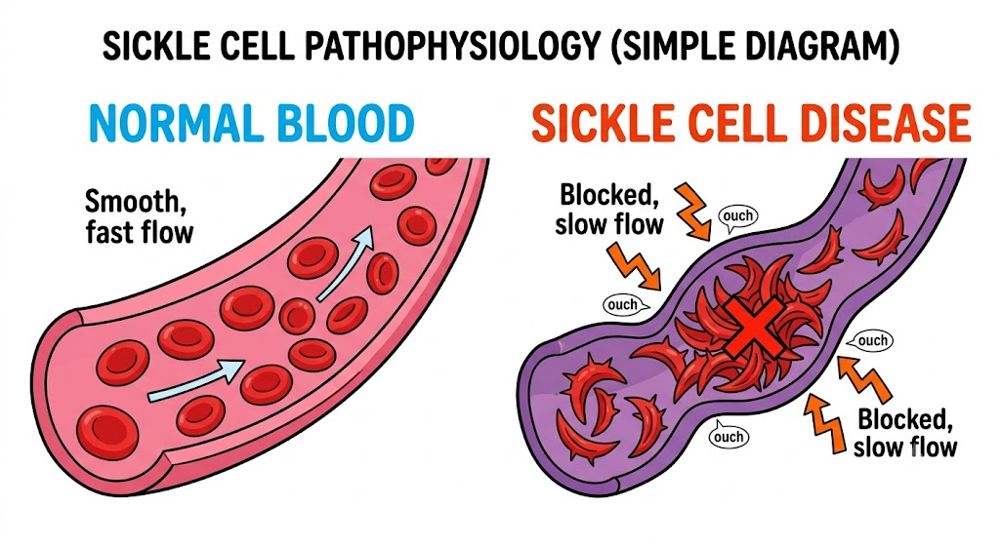 SICKLE CELL PATHOPHYSIOLOGY (SIMPLE DIAGRAM)
NORMAL BLOOD
Smooth,
fast flow
SICKLE CELL DISEASE
Blocked,
slow flow
ouch
ouch
ouch
ouch
Blocked,
slow flow